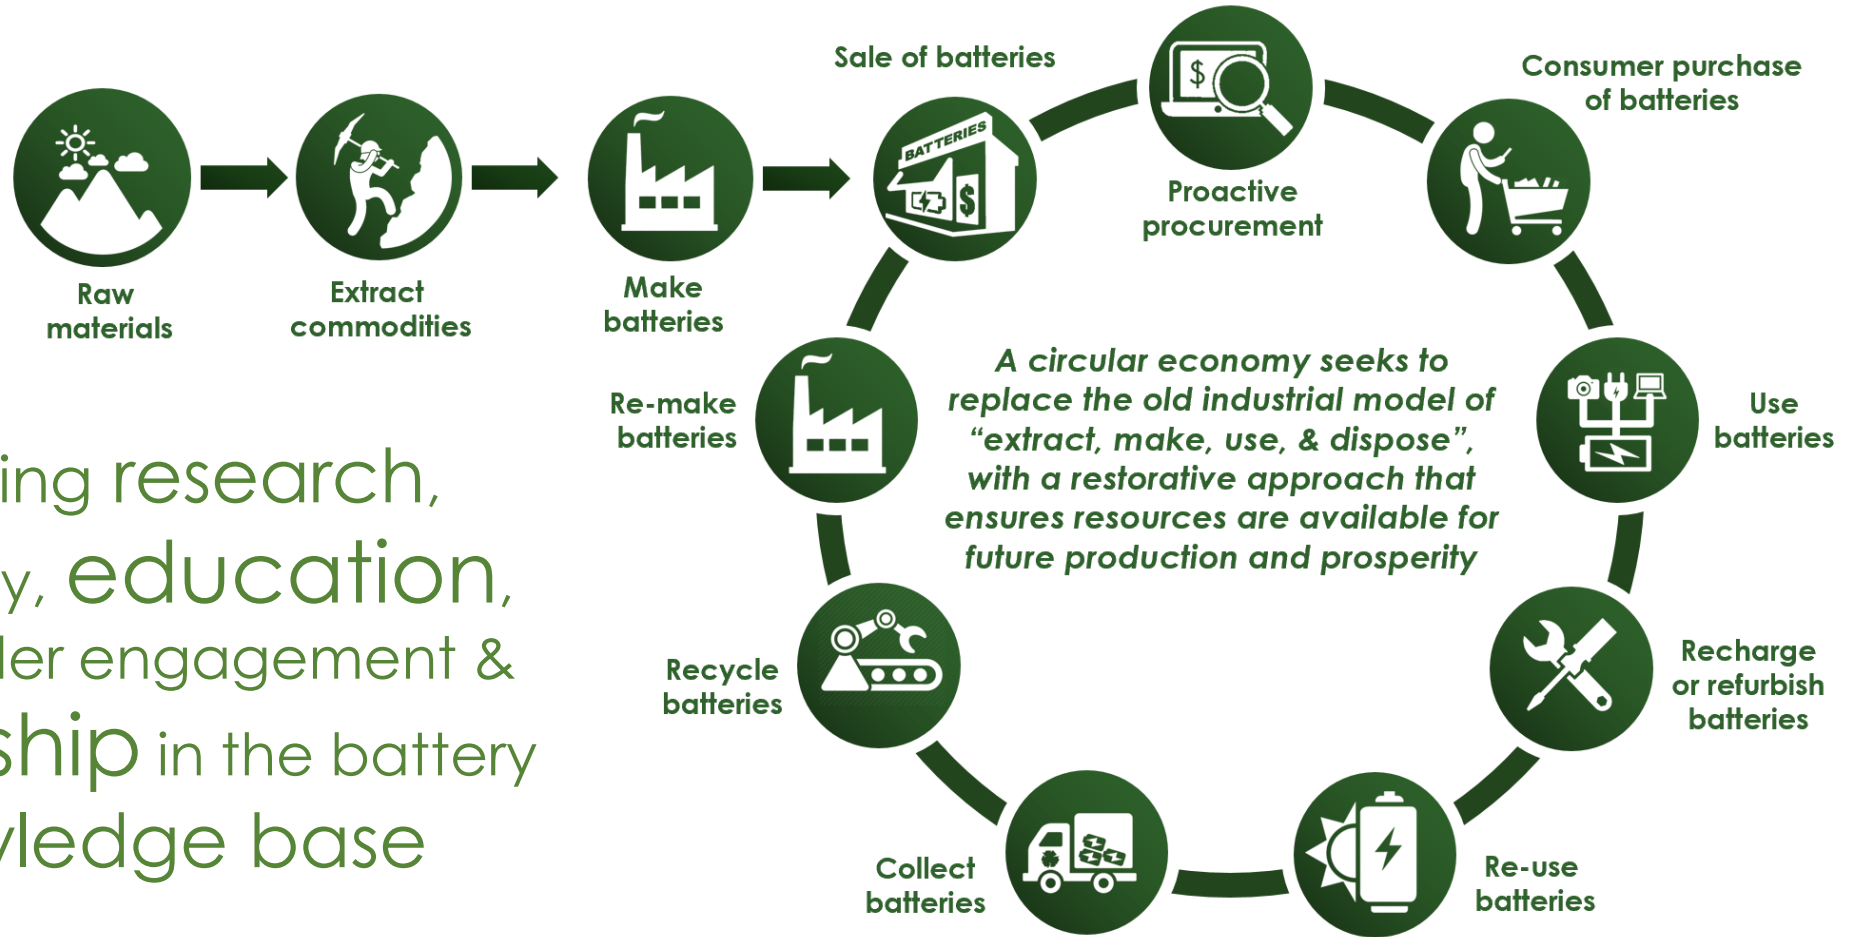 Raw
materials
Extract
commodities
Make
batteries
Sale of batteries
BATTERIES
$
$
Proactive
procurement
Consumer purchase
of batteries
Use
batteries
Recharge
or refurbish
batteries
Re-use
batteries
Collect
batteries
Recycle
batteries
Re-make
batteries
A circular economy seeks to
replace the old industrial model of
“extract, make, use, & dispose”,
with a restorative approach that
ensures resources are available for
future production and prosperity
ing research,
y, education,
ler engagement &
ship in the battery
ledge base